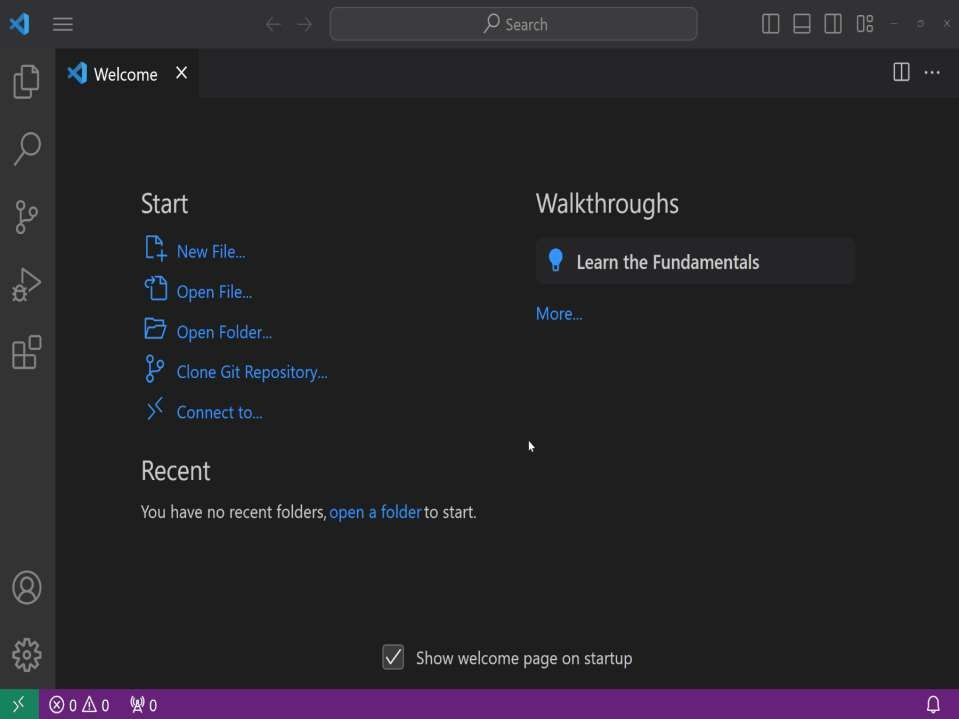 Search
Welcome
Start
New File...
Open File...
Open Folder...
Clone Git Repository...
Connect to...
Recent
You have no recent folders, open a folder to start.
Walkthroughs
Learn the Fundamentals
More...
Show welcome page on startup
0 0 0